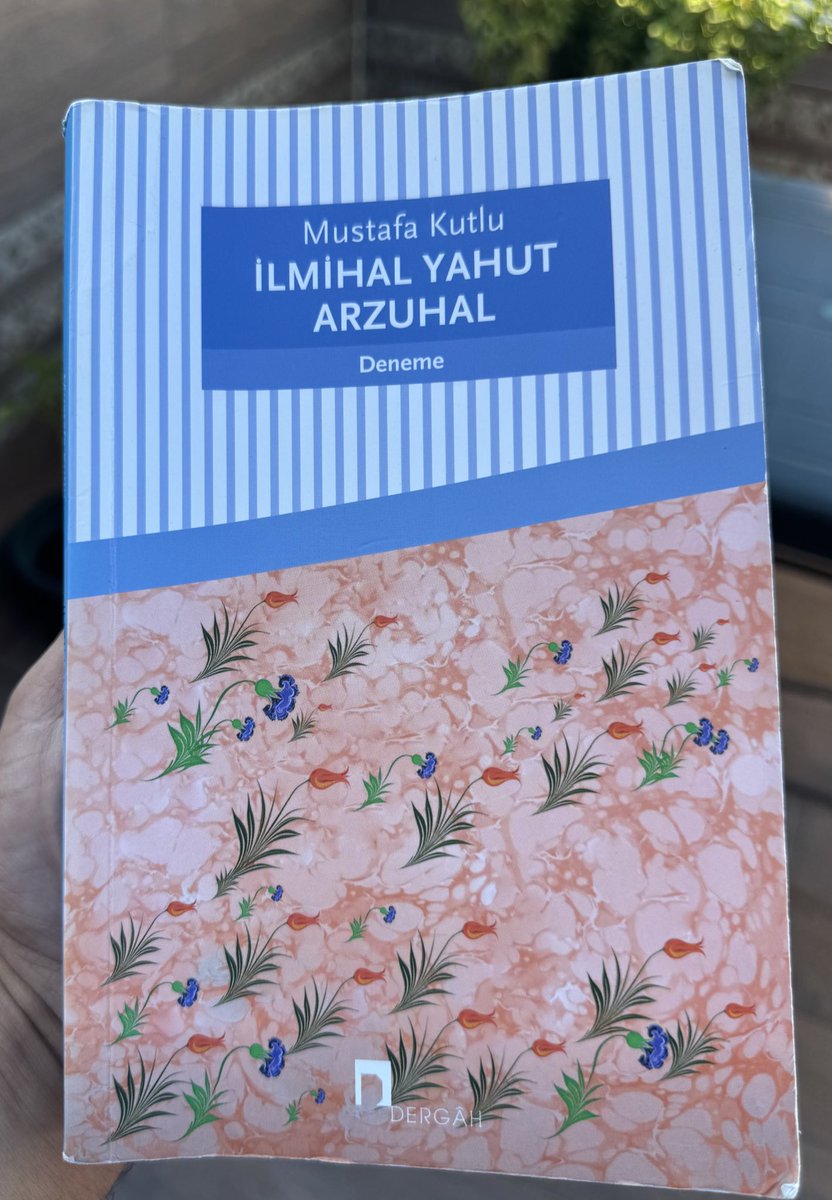 Mustafa Kutlu
İLMİHAL YAHUT
ARZUHAL
Deneme
DERGÂH